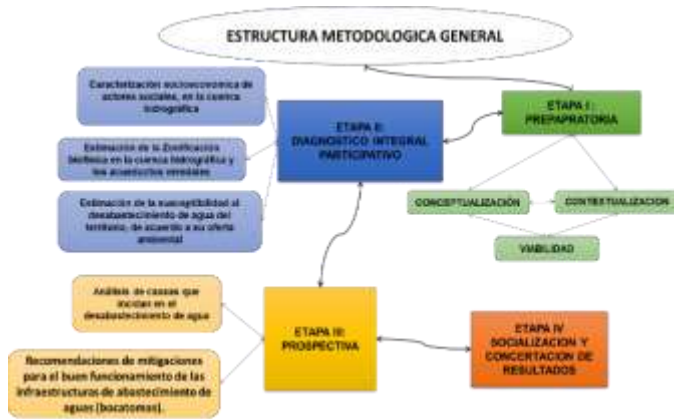 ESTRUCTURA METODOLOGICA GENERAL
Caracterización socioeconómica de
actores sociales, en la cuenca
hidrográfica
ETAPA II:
DIAGNOSTICO INTEGRAL
PARTICIPATIVO
ETAPA I :
PREPAPRATORIA
Estimación de la Zonificación
biofísica en la cuenca hidrográfica y
los acueductos veredales
Estimación de la susceptibilidad al
desabastecimiento de agua del
territorio, de acuerdo a su oferta
ambiental
CONCEPTUALIZACIÓN
CONTEXTUALIZACION
VIABILIDAD
Análisis de causas que
incidan en el
desabastecimiento de agua
ETAPA III:
PROSPECTIVA
ETAPA IV
SOCIALIZACION Y
CONCERTACION DE
RESULTADOS
Recomendaciones de mitigaciones
para el buen funcionamiento de las
infraestructuras de abastecimiento de
aguas (bocatomas).